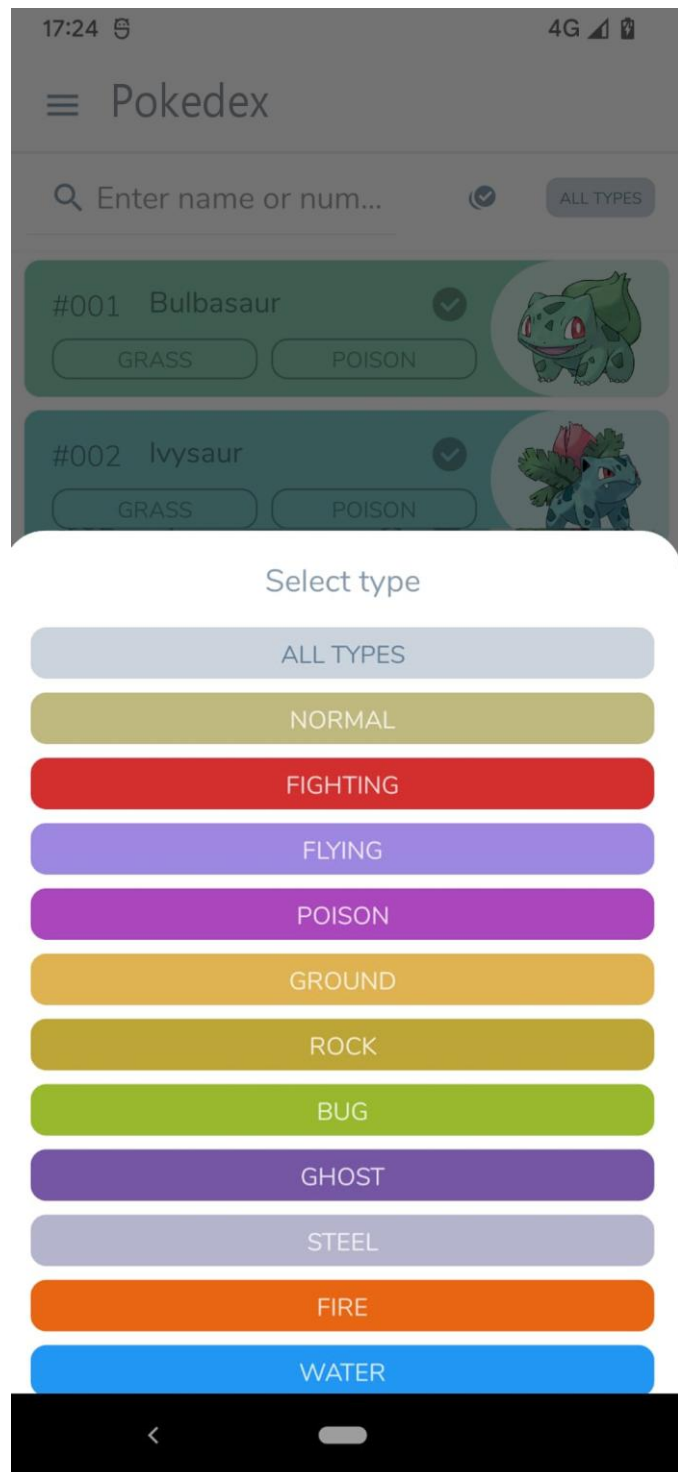 17:24 4G
Pokedex
Enter name or num... ALL TYPES
#001 Bulbasaur
GRASS POISON
#002 Ivysaur
GRASS POISON
Select type
ALL TYPES
NORMAL
FIGHTING
FLYING
POISON
GROUND
ROCK
BUG
GHOST
STEEL
FIRE
WATER